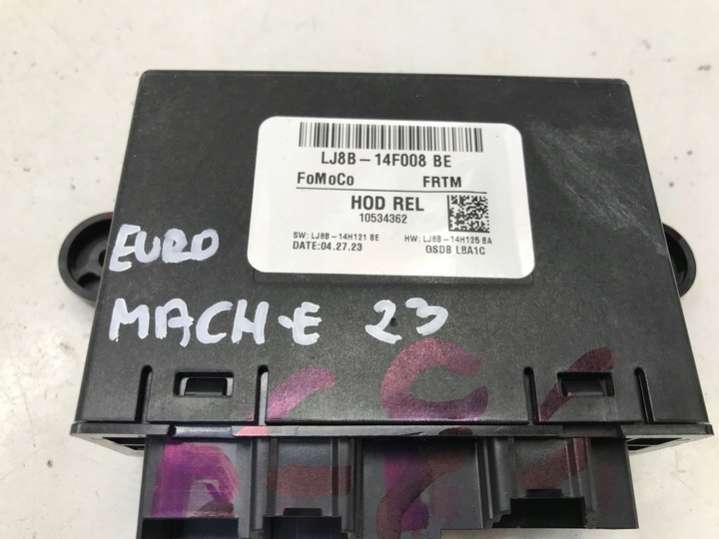 LJ8B-14F008 BE
FoMoCo FRTM
HOD REL
10534362
SW: LJ8B-14H121 BE HW: LJ8B-14H125 BA
DATE:04.27.23 GSDB LBA1C
EURO
MACH-E 23